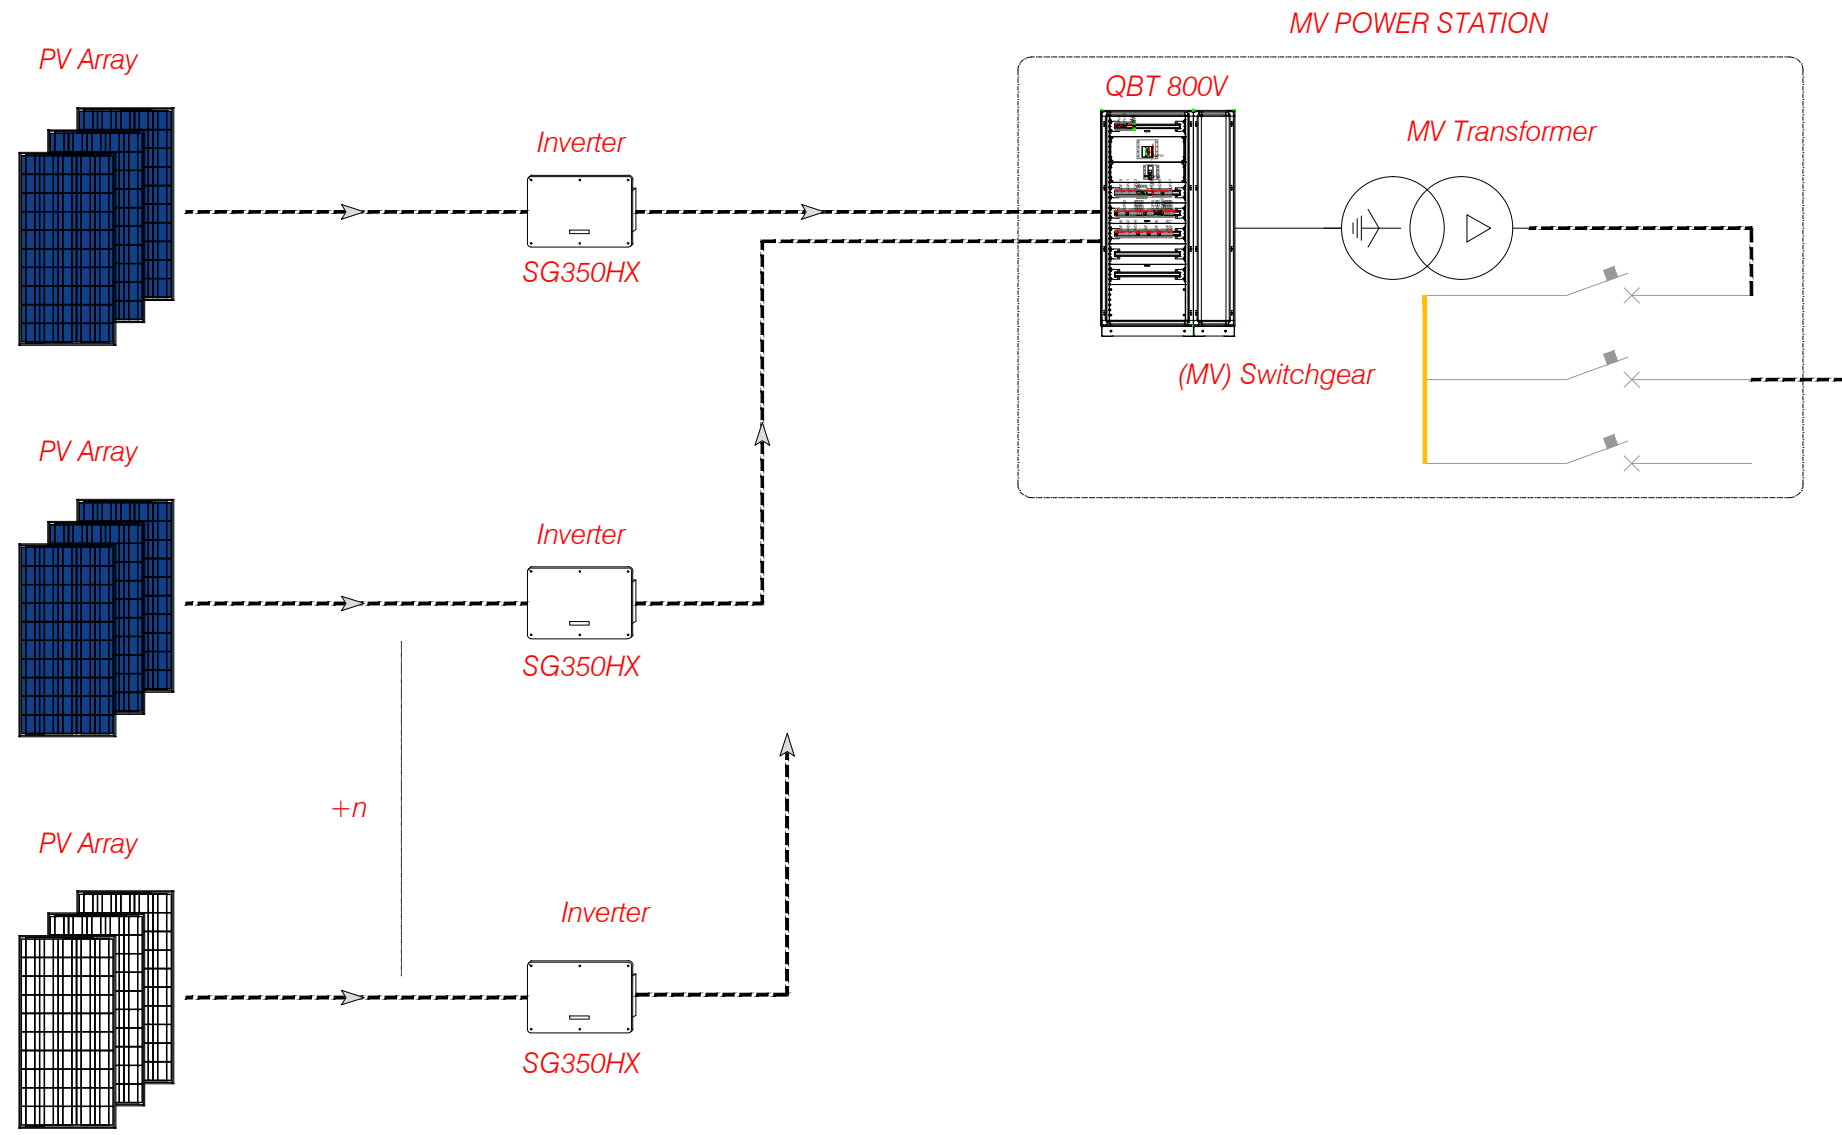 MV POWER STATION
PV Array
QBT 800V
Inverter
MV Transformer
SG350HX
(MV) Switchgear
PV Array
Inverter
SG350HX
+n
PV Array
Inverter
SG350HX